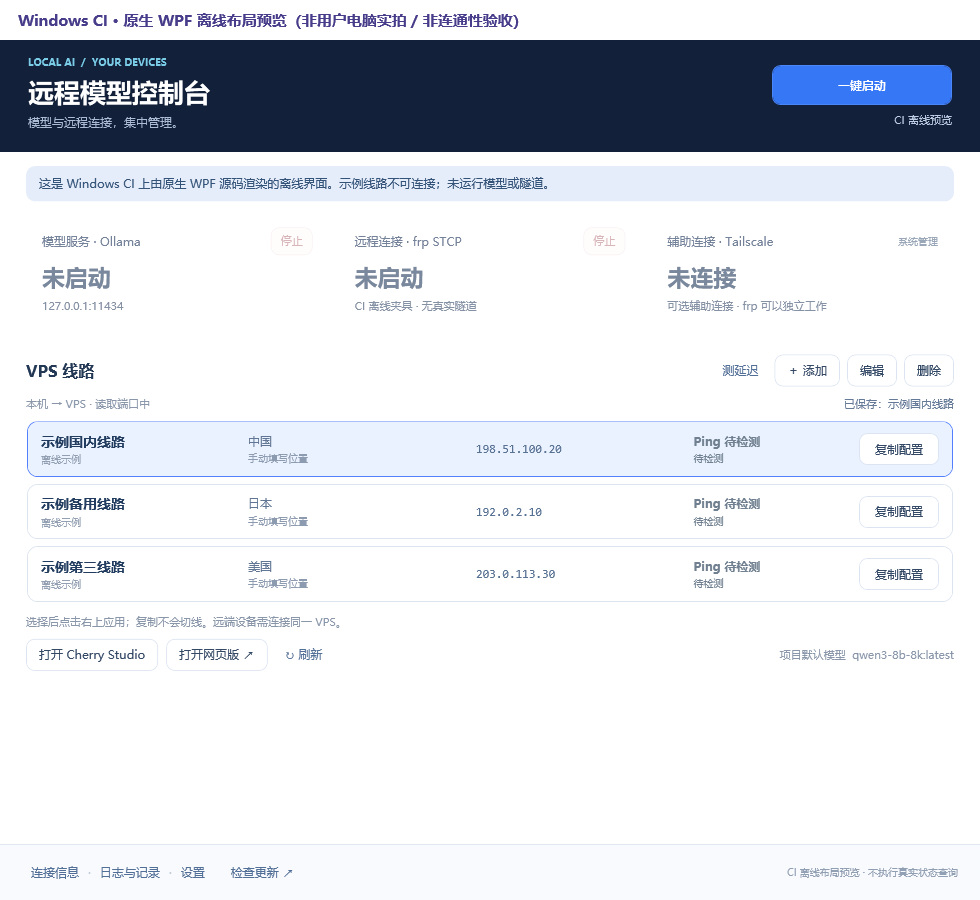 Windows CI • 原生 WPF 离线布局预览（非用户电脑实拍 / 非连通性验收）
LOCAL AI / YOUR DEVICES
远程模型控制台
模型与远程连接，集中管理。
一键启动
CI 离线预览
这是 Windows CI 上由原生 WPF 源码渲染的离线界面。示例线路不可连接；未运行模型或隧道。
模型服务 · Ollama
停止
未启动
127.0.0.1:11434
远程连接 · frp STCP
停止
未启动
CI 离线夹具 · 无真实隧道
辅助连接 · Tailscale
系统管理
未连接
可选辅助连接 · frp 可以独立工作
VPS 线路
测延迟
+ 添加
编辑
删除
本机 → VPS · 读取端口中
已保存：示例国内线路
示例国内线路
离线示例
中国
手动填写位置
198.51.100.20
Ping 待检测
待检测
复制配置
示例备用线路
离线示例
日本
手动填写位置
192.0.2.10
Ping 待检测
待检测
复制配置
示例第三线路
离线示例
美国
手动填写位置
203.0.113.30
Ping 待检测
待检测
复制配置
选择后点击右上应用；复制不会切线。远端设备需连接同一 VPS。
打开 Cherry Studio
打开网页版 ↗
↻ 刷新
项目默认模型 qwen3-8b-8k:latest
连接信息 · 日志与记录 · 设置
检查更新 ↗
CI 离线布局预览 · 不执行真实状态查询